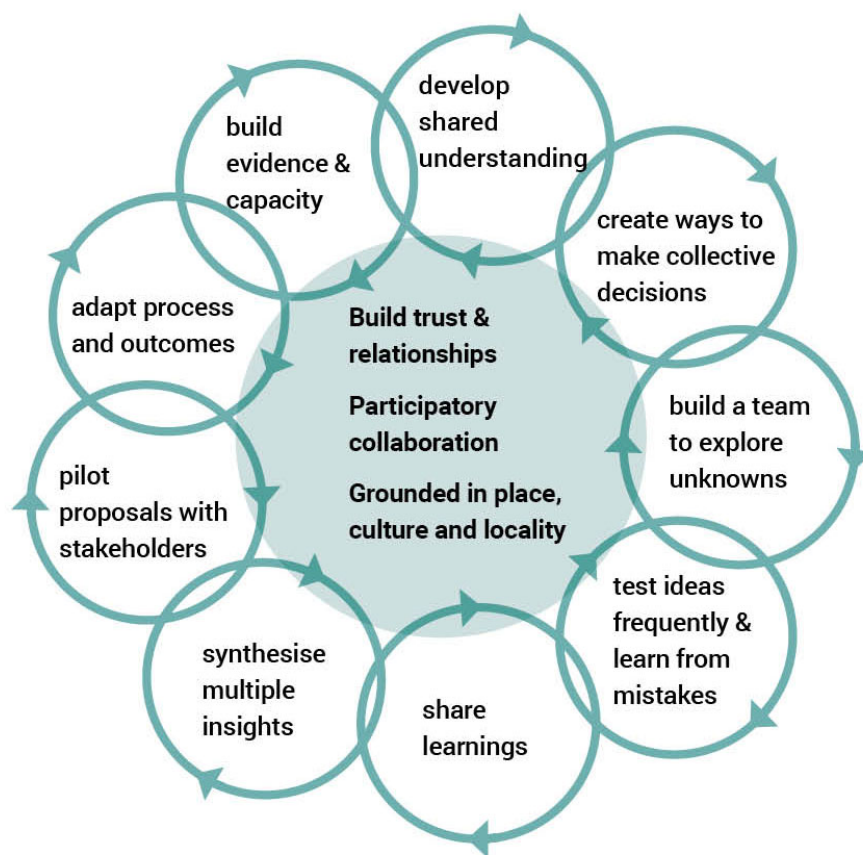 develop
shared
understanding
create ways to
make collective
decisions
build a team
to explore
unknowns
test ideas
frequently &
learn from
mistakes
share
learnings
synthesise
multiple
insights
pilot
proposals with
stakeholders
adapt process
and outcomes
build
evidence &
capacity
Build trust &
relationships
Participatory
collaboration
Grounded in place,
culture and locality